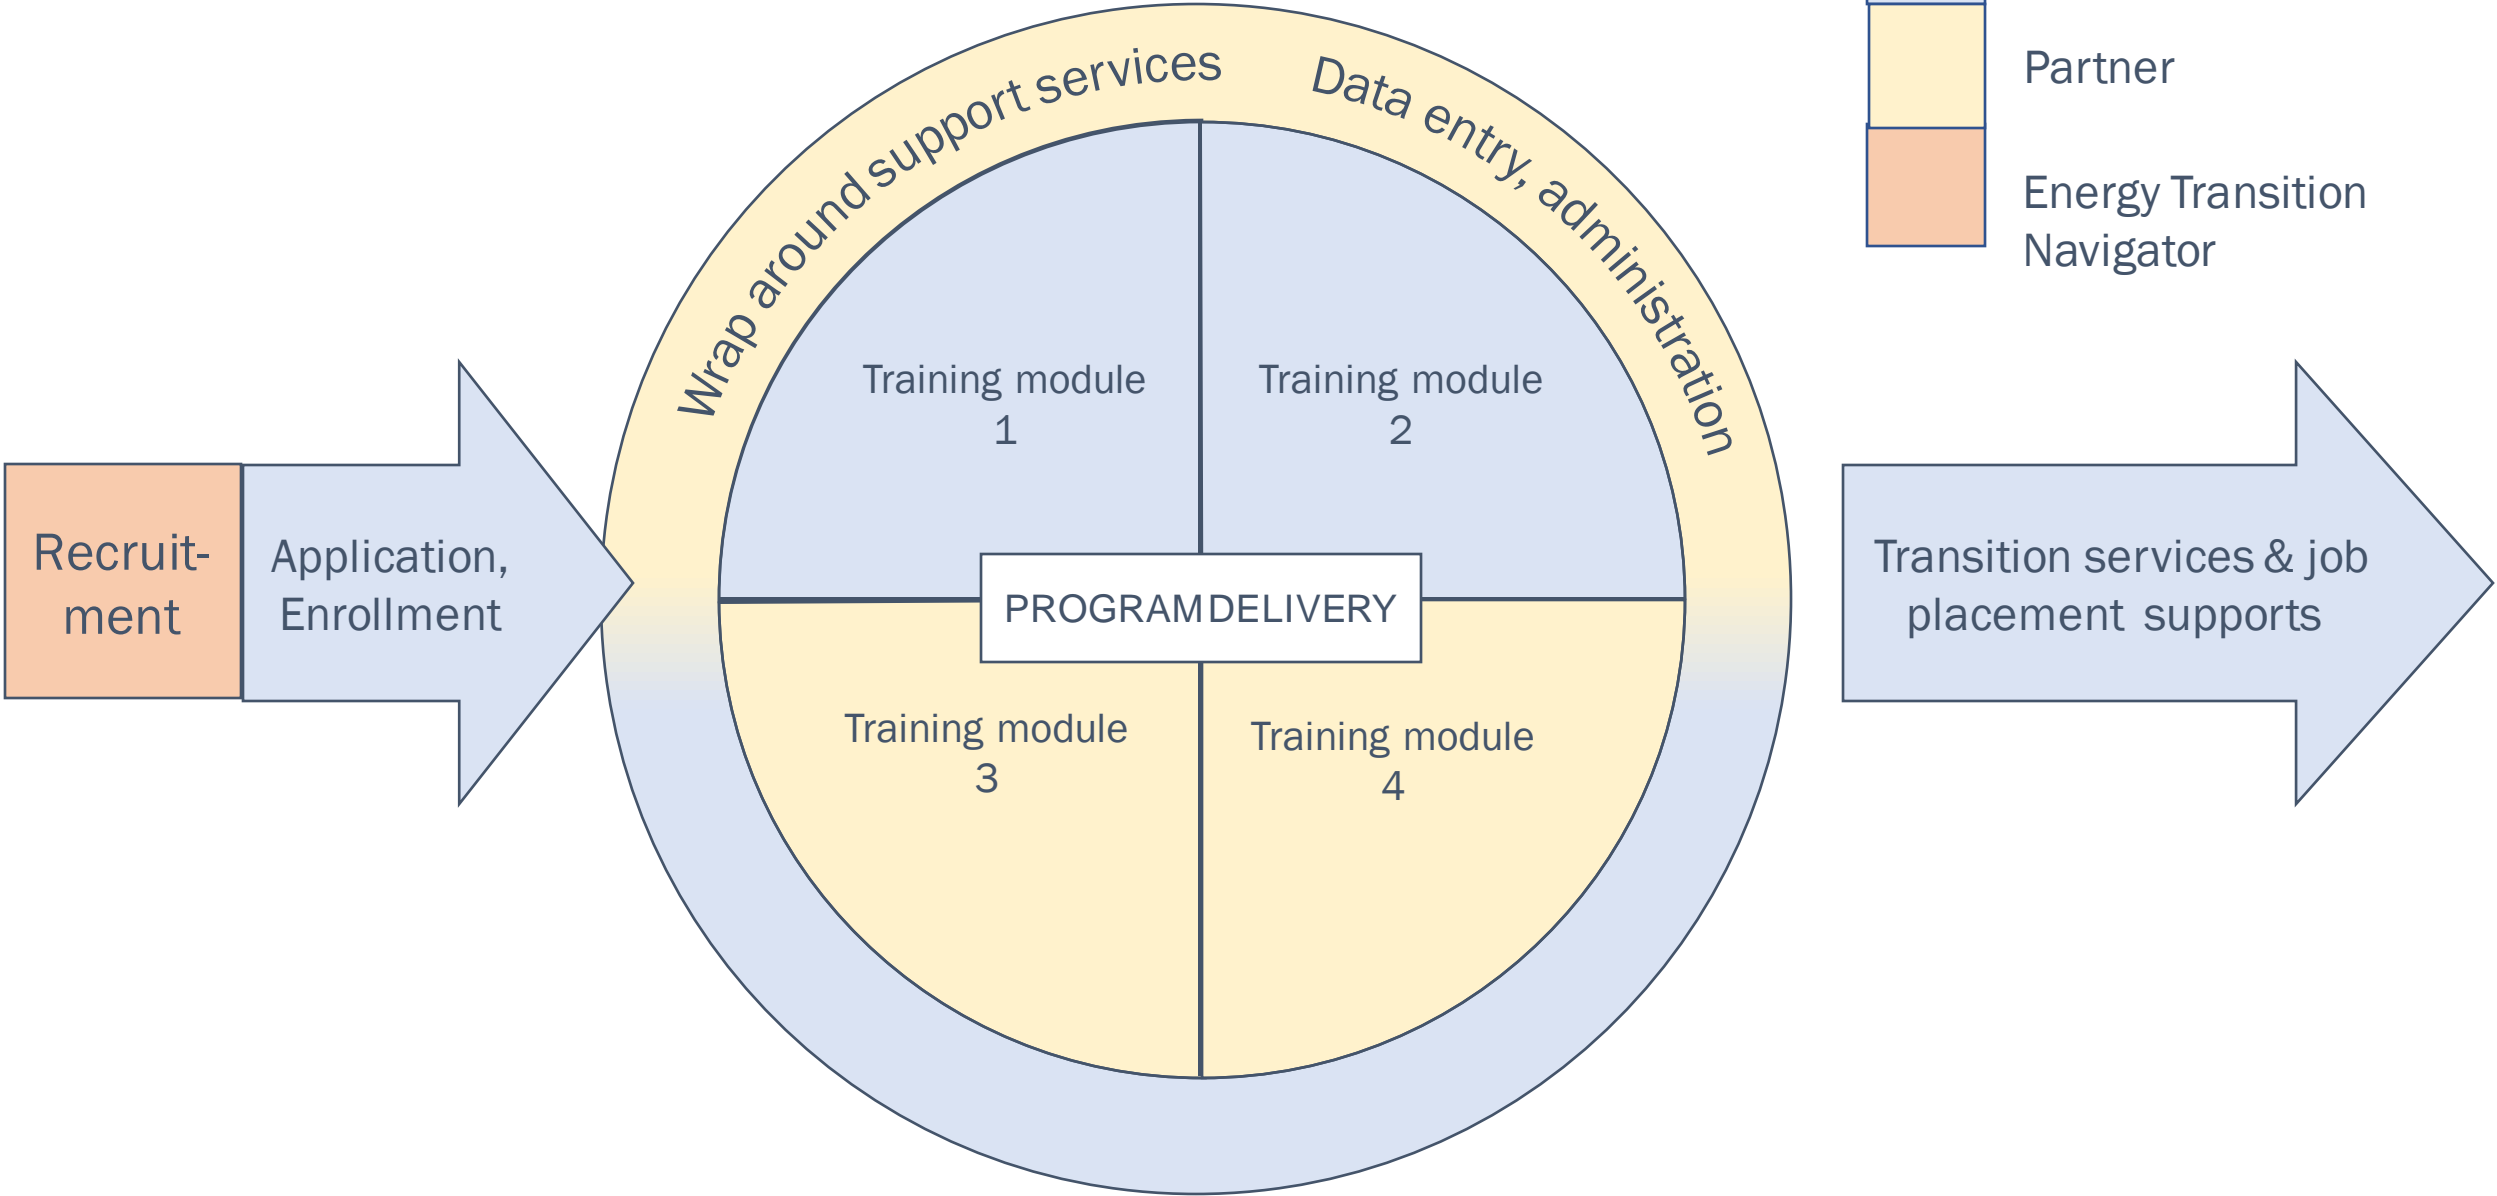 Wrap around support services
Data entry, administration
Partner
Energy Transition
Navigator
Training module
1
Training module
2
Recruit-
ment
Application,
Enrollment
PROGRAM DELIVERY
Transition services & job
placement supports
Training module
3
Training module
4